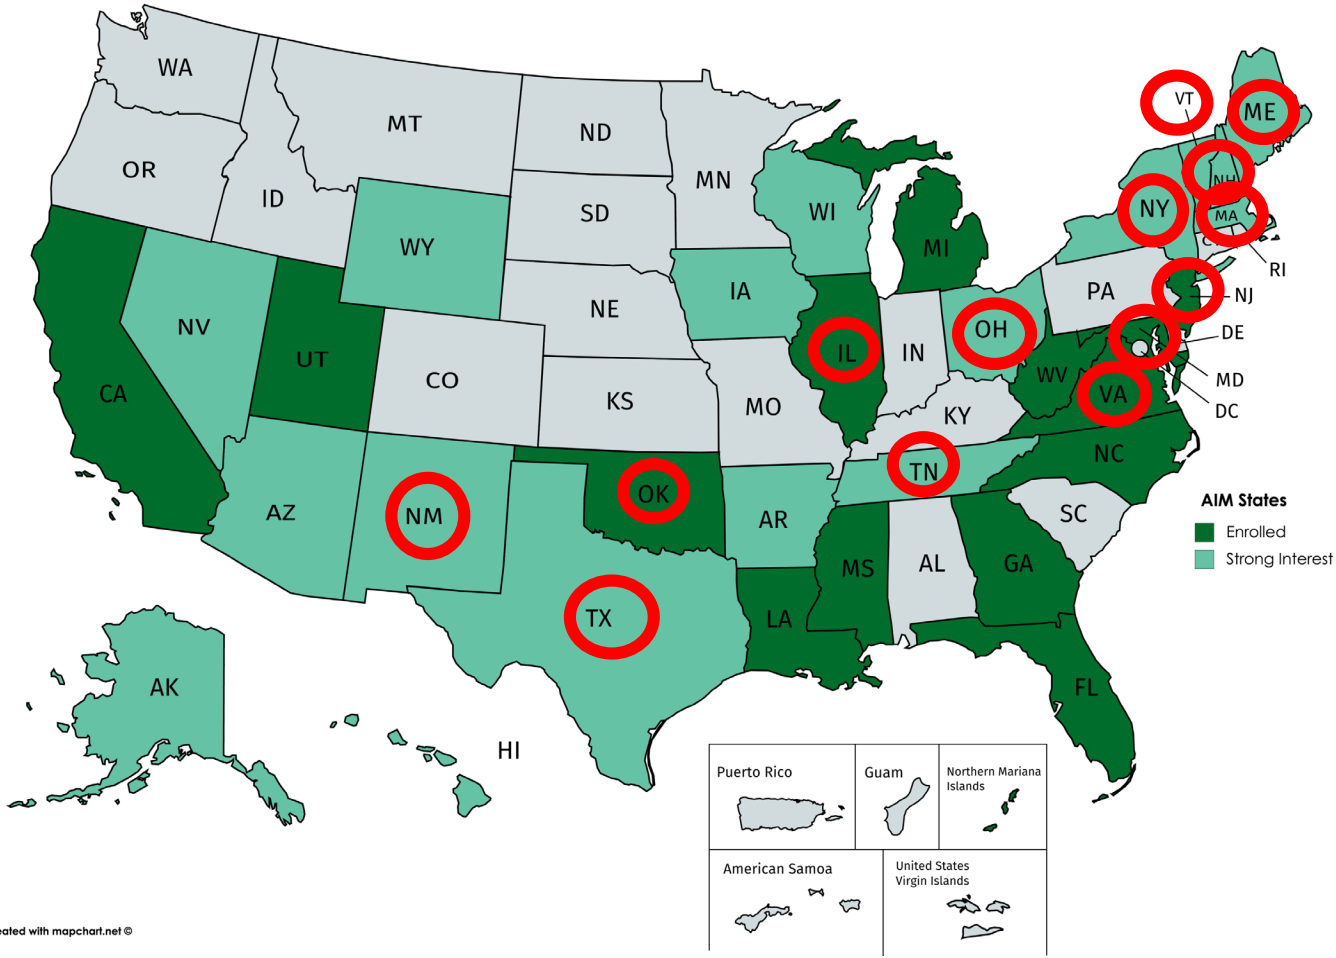 WA
OR
ID
MT
ND
SD
MN
WI
MI
WY
NE
IA
NV
UT
CO
KS
MO
IL
IN
OH
PA
NY
VT
ME
NH
MA
RI
NJ
DE
MD
DC
WV
VA
KY
CA
AZ
NM
OK
AR
TN
NC
SC
TX
LA
MS
AL
GA
FL
AK
HI
AIM States
Enrolled
Strong Interest
Puerto Rico
Guam
Northern Mariana
Islands
American Samoa
United States
Virgin Islands
with mapchart.net ©